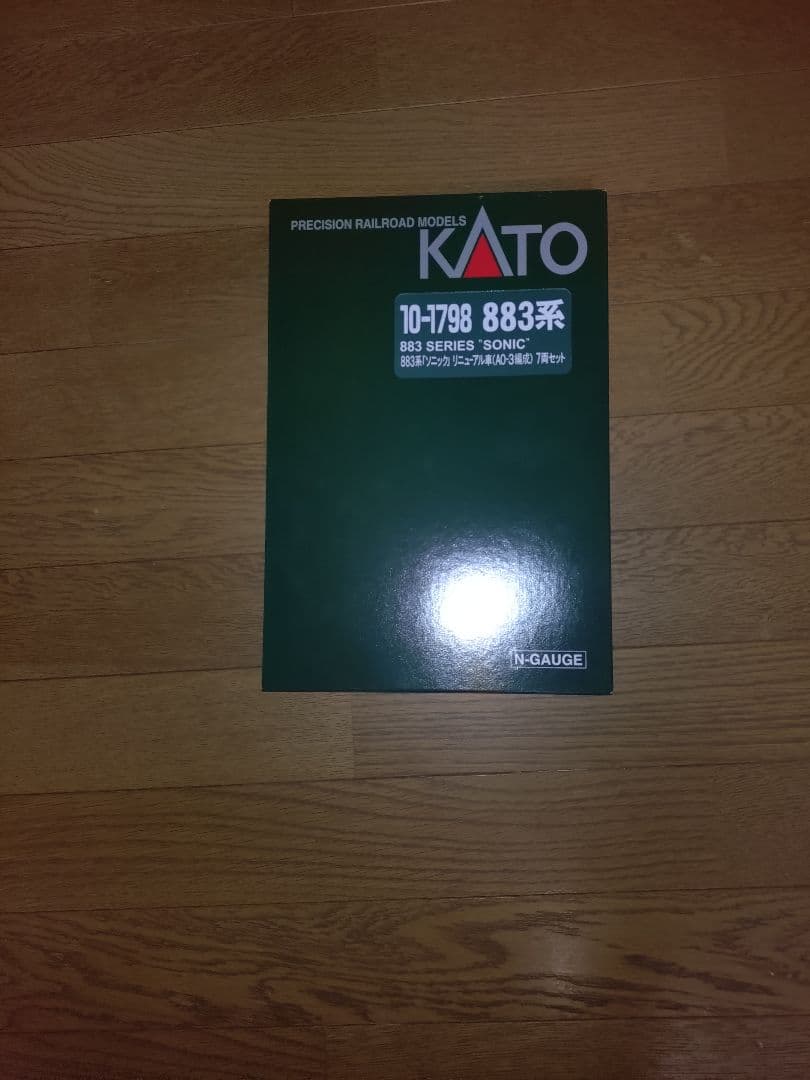 PRECISION RAILROAD MODELS
KATO
10-1798 883系
883 SERIES "SONIC"
883系「ソニック」リニューアル車(AO-3編成) 7両セット
N-GAUGE